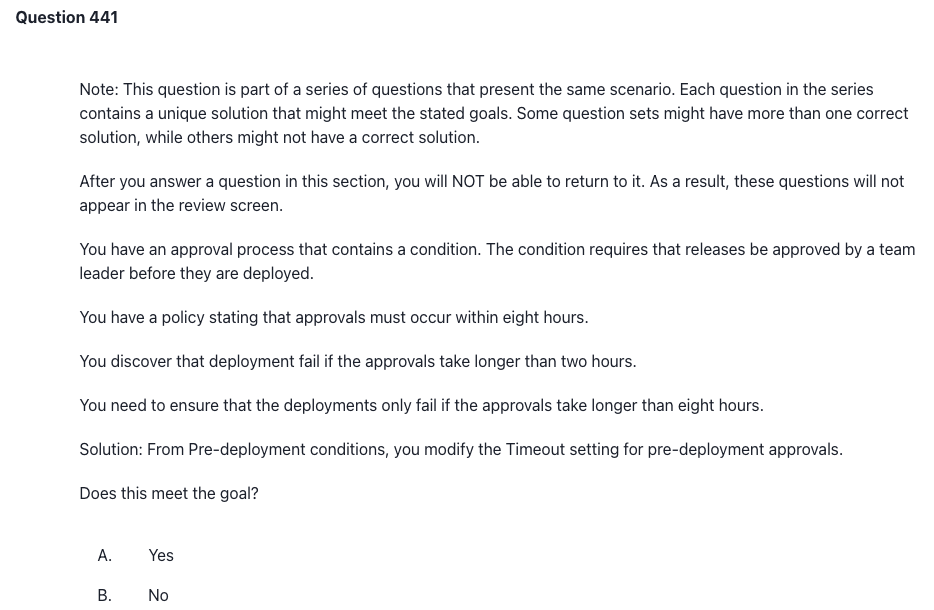 Question 441
Note: This question is part of a series of questions that present the same scenario. Each question in the series
contains a unique solution that might meet the stated goals. Some question sets might have more than one correct
solution, while others might not have a correct solution.
After you answer a question in this section, you will NOT be able to return to it. As a result, these questions will not
appear in the review screen.
You have an approval process that contains a condition. The condition requires that releases be approved by a team
leader before they are deployed.
You have a policy stating that approvals must occur within eight hours.
You discover that deployment fail if the approvals take longer than two hours.
You need to ensure that the deployments only fail if the approvals take longer than eight hours.
Solution: From Pre-deployment conditions, you modify the Timeout setting for pre-deployment approvals.
Does this meet the goal?
A. Yes
B. No